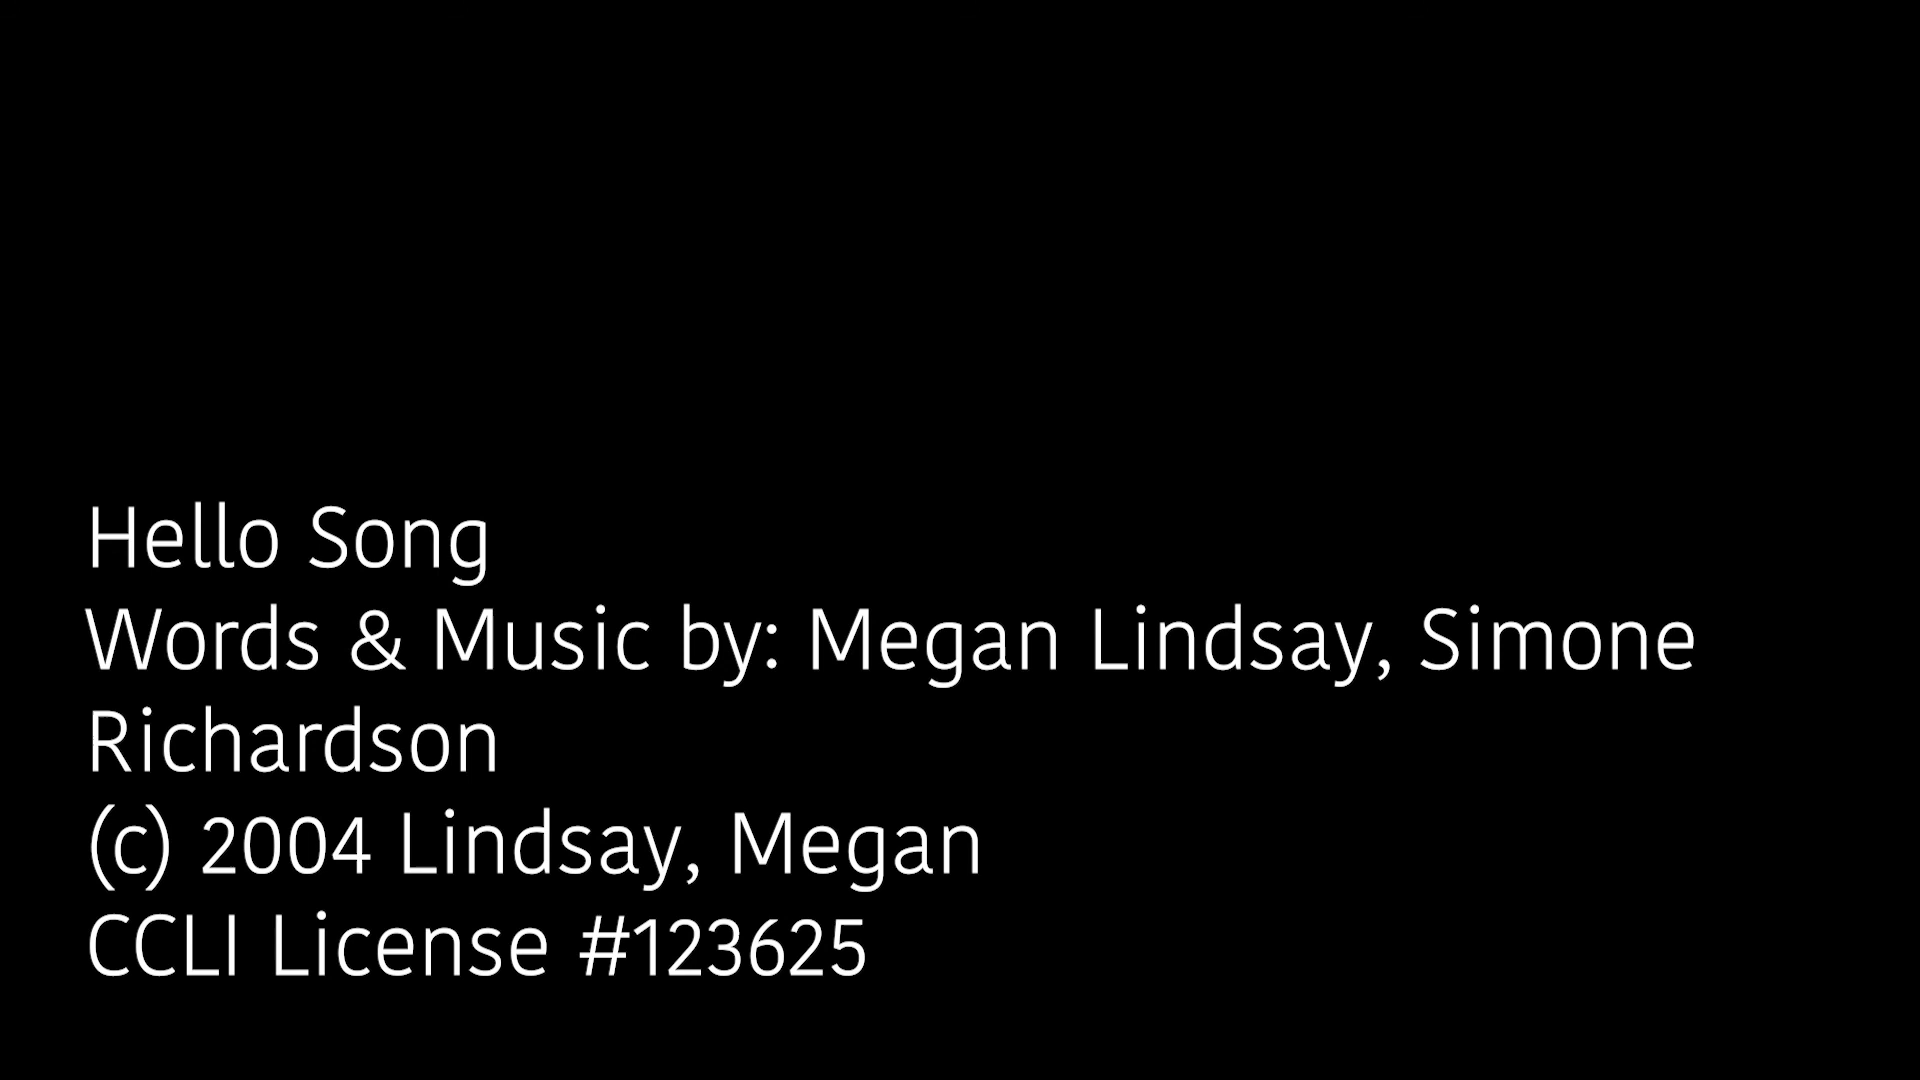 Hello Song
Words & Music by: Megan Lindsay, Simone
Richardson
(c) 2004 Lindsay, Megan
CCLI License #123625